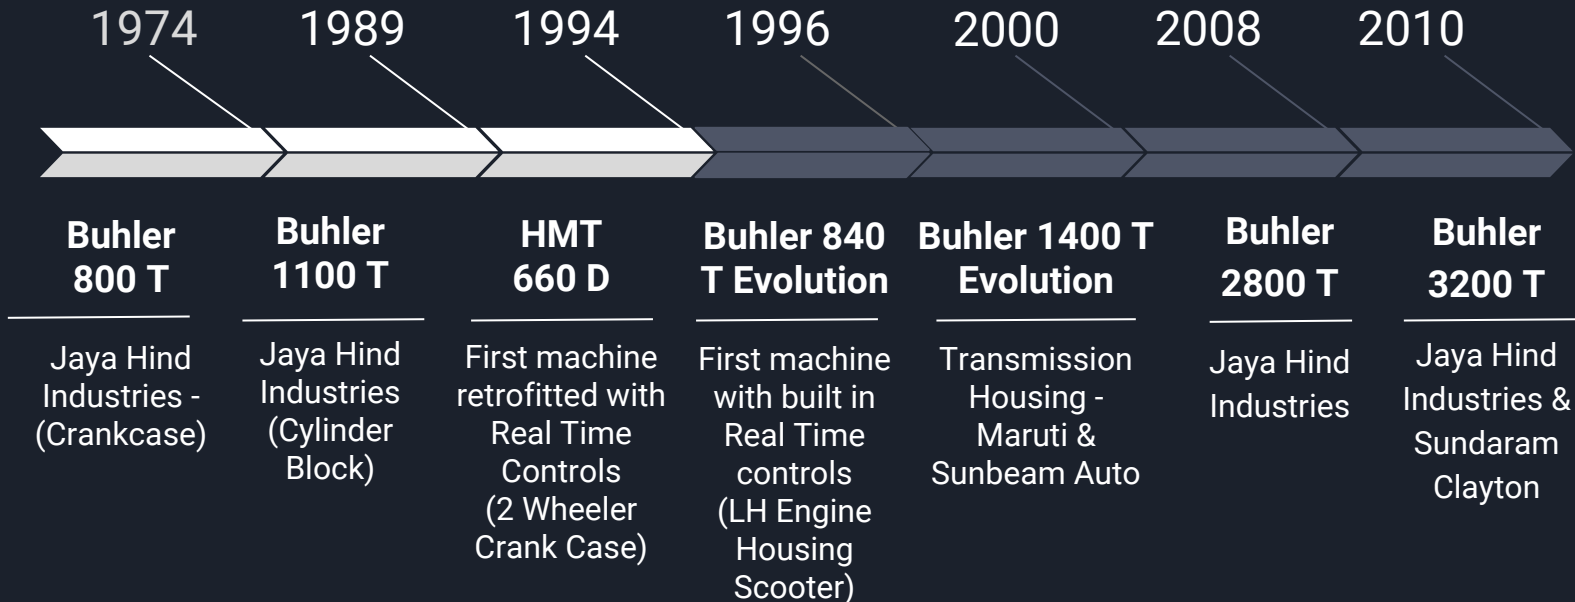 1974
1989
1994
1996
2000
2008
2010
Buhler
800 T
Jaya Hind
Industries -
(Crankcase)
Buhler
1100 T
Jaya Hind
Industries
(Cylinder
Block)
HMT
660 D
First machine
retrofitted with
Real Time
Controls
(2 Wheeler
Crank Case)
Buhler 840
T Evolution
First machine
with built in
Real Time
controls
(LH Engine
Housing
Scooter)
Buhler 1400 T
Evolution
Transmission
Housing -
Maruti &
Sunbeam Auto
Buhler
2800 T
Jaya Hind
Industries
Buhler
3200 T
Jaya Hind
Industries &
Sundaram
Clayton